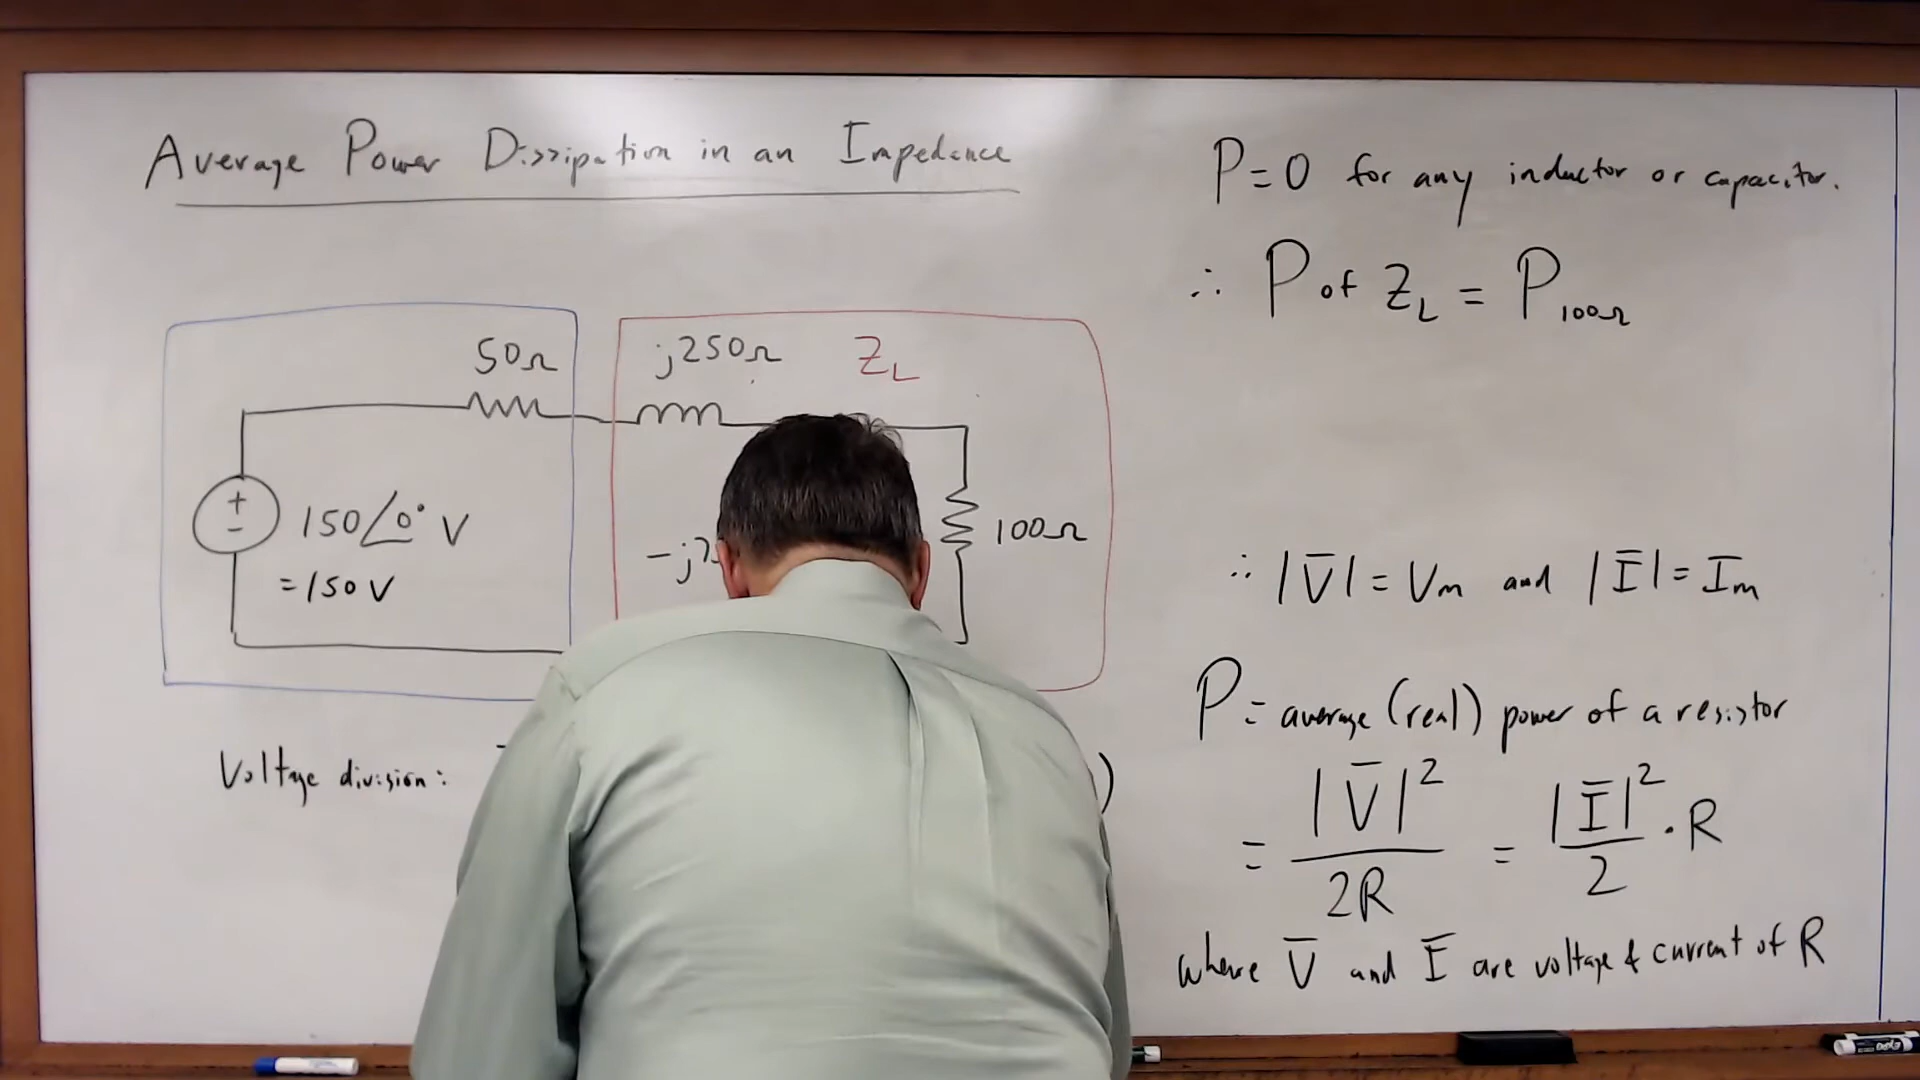 Average Power Dissipation in an Impedance
50Ω
j250Ω
Z_L
+
-
150∠0° V
= 150 V
100Ω
Voltage division:
)
P = 0 for any inductor or capacitor.
∴ P of Z_L = P_100Ω
∴ |V̅| = Vm and |I̅| = Im
P = average (real) power of a resistor
= |V̅|²/2R = |I̅|²/2 · R
where V̅ and I̅ are voltage & current of R